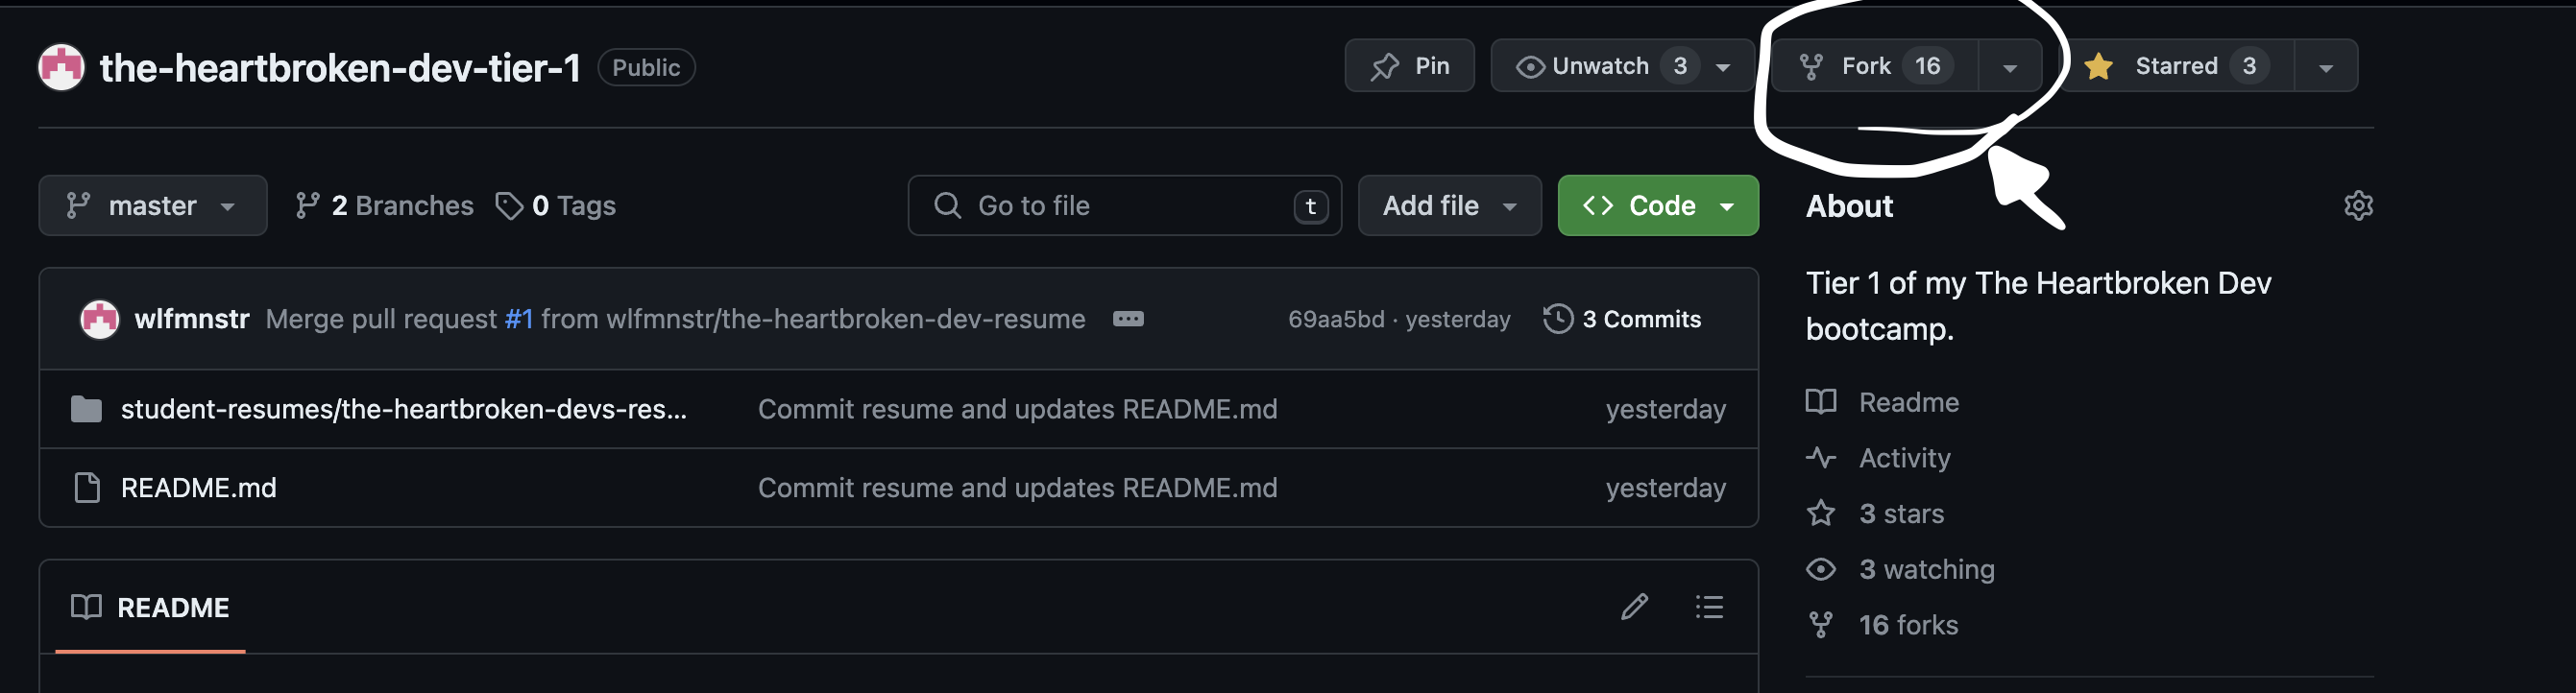 the-heartbroken-dev-tier-1 Public Pin Unwatch 3 Fork 16 Starred 3
master 2 Branches 0 Tags Go to file t Add file <> Code
wlfmnstr Merge pull request #1 from wlfmnstr/the-heartbroken-dev-resume ... 69aa5bd · yesterday 3 Commits
student-resumes/the-heartbroken-devs-res... Commit resume and updates README.md yesterday
README.md Commit resume and updates README.md yesterday
README
About
Tier 1 of my The Heartbroken Dev
bootcamp.
Readme
Activity
3 stars
3 watching
16 forks